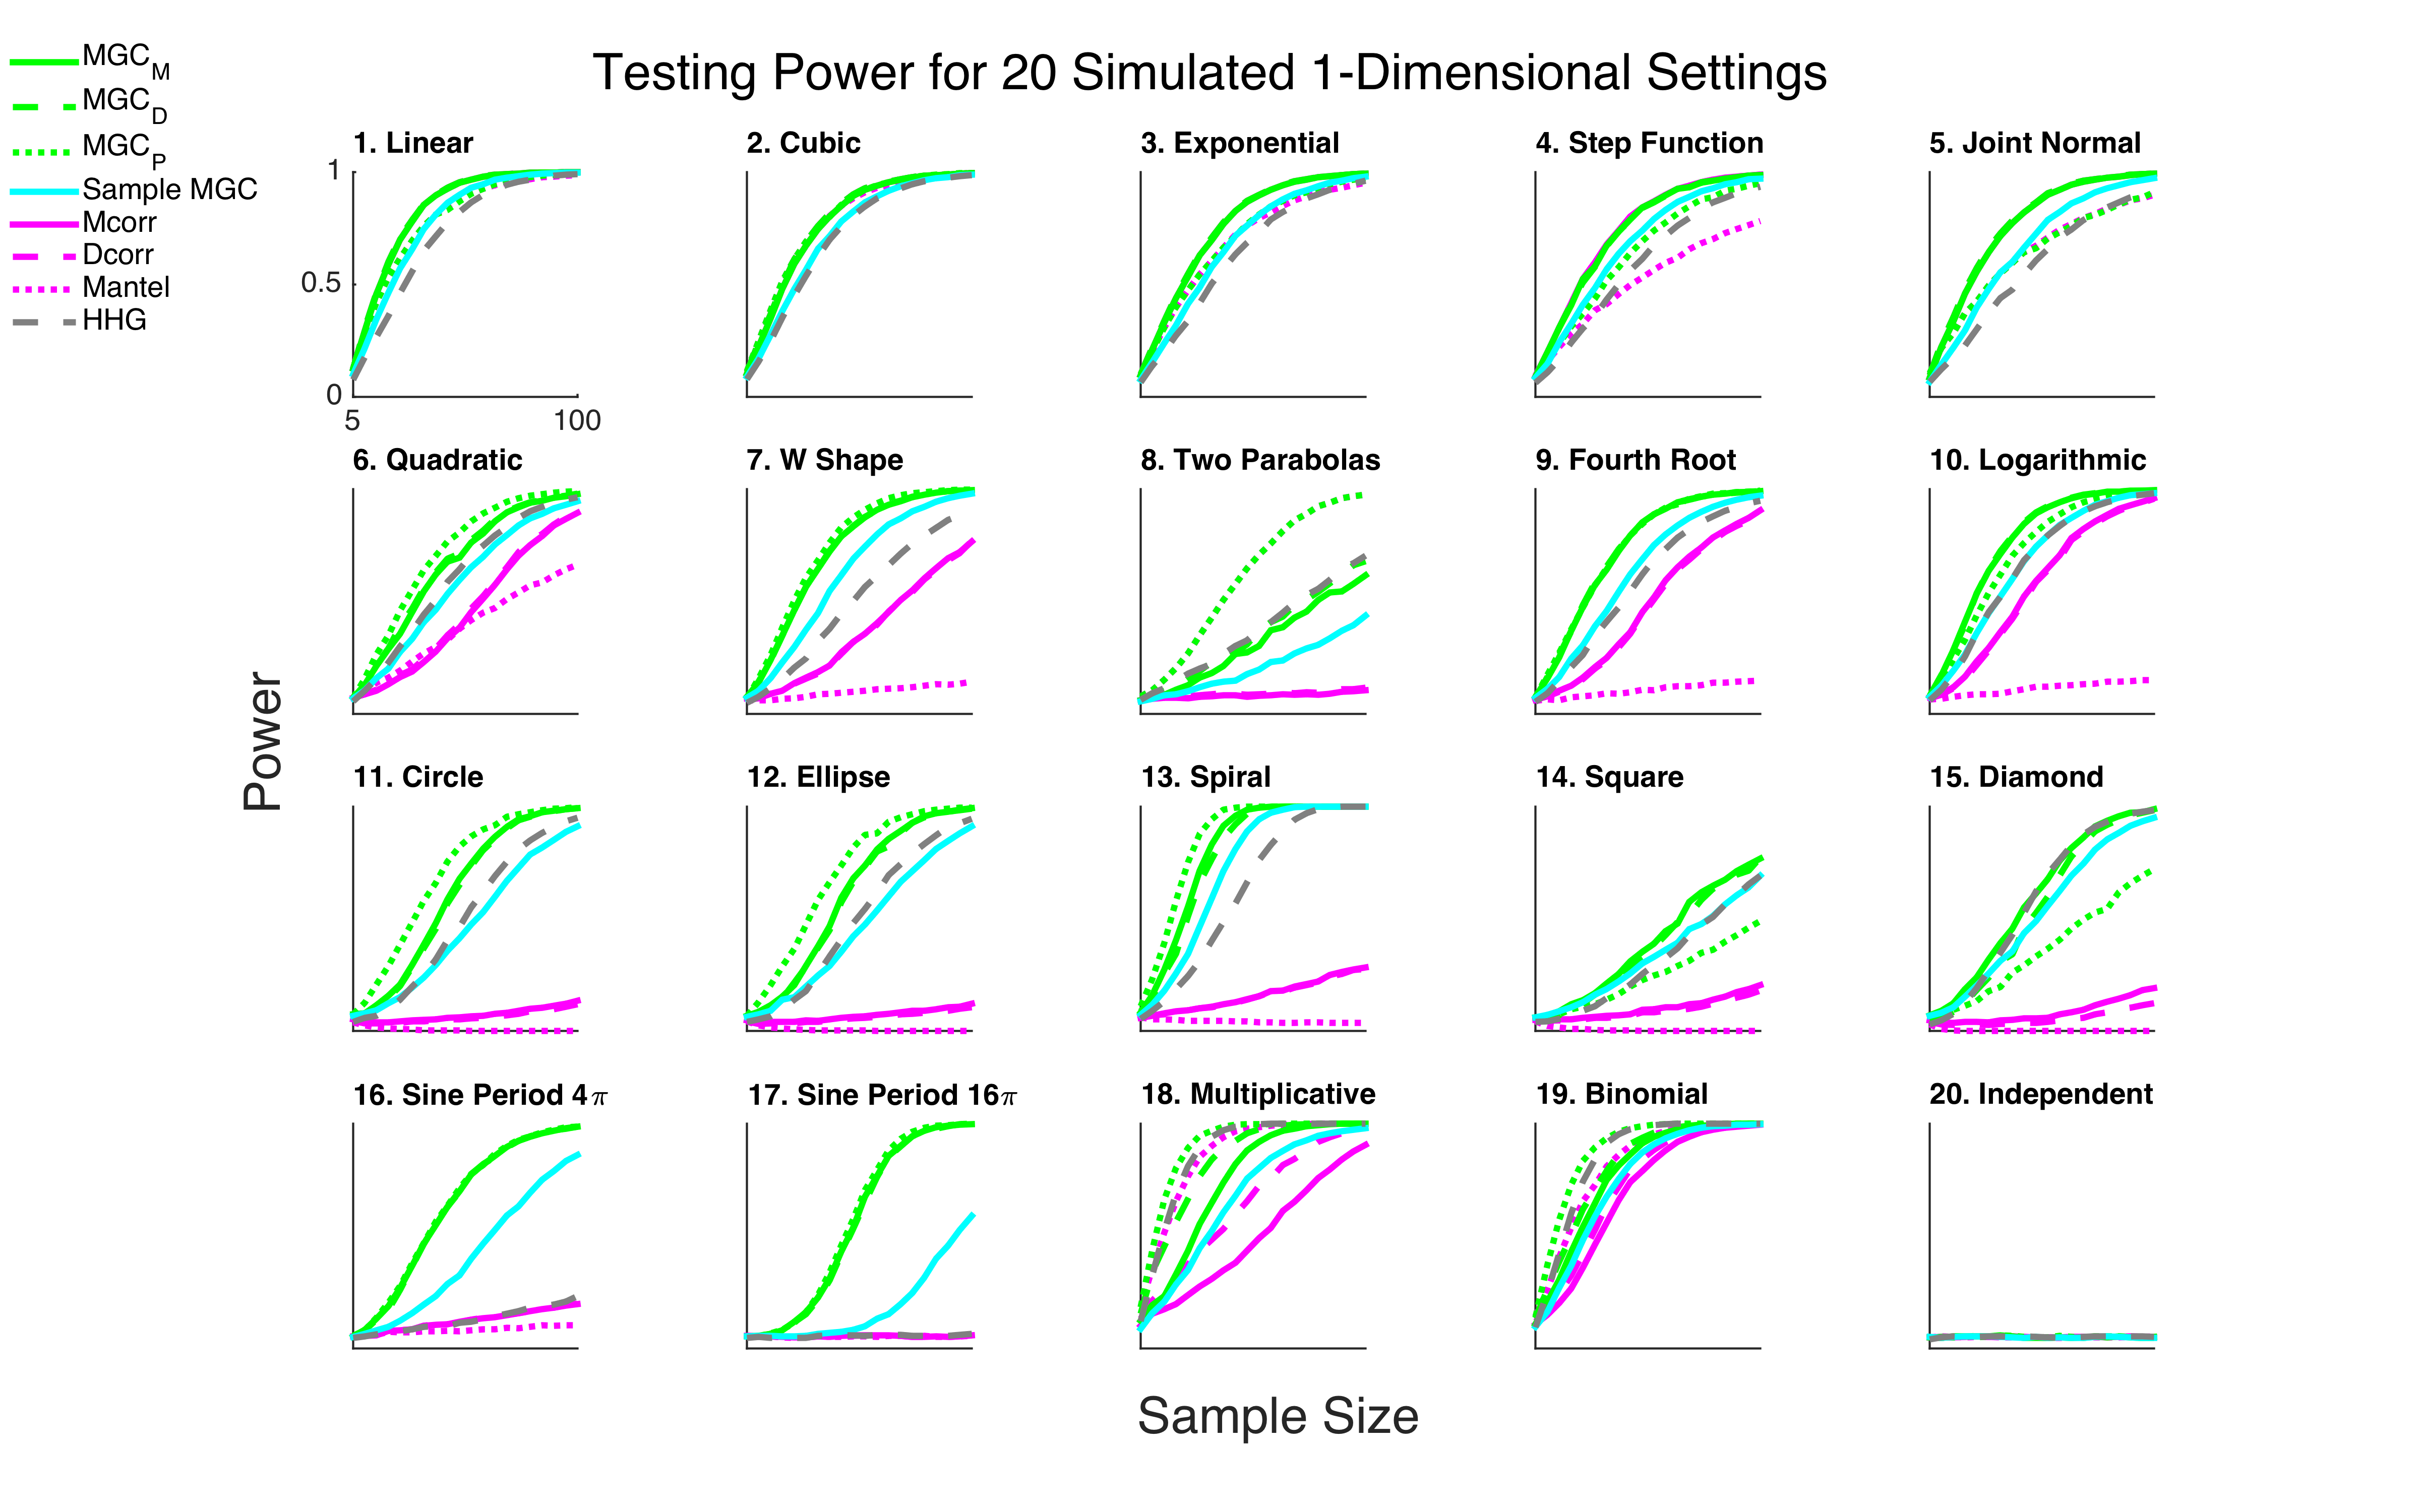 Testing Power for 20 Simulated 1-Dimensional Settings
MGC_M
MGC_D
MGC_P
Sample MGC
Mcorr
Dcorr
Mantel
HHG
1. Linear
2. Cubic
3. Exponential
4. Step Function
5. Joint Normal
1
0.5
0
5
100
6. Quadratic
7. W Shape
8. Two Parabolas
9. Fourth Root
10. Logarithmic
Power
11. Circle
12. Ellipse
13. Spiral
14. Square
15. Diamond
16. Sine Period 4π
17. Sine Period 16π
18. Multiplicative
19. Binomial
20. Independent
Sample Size